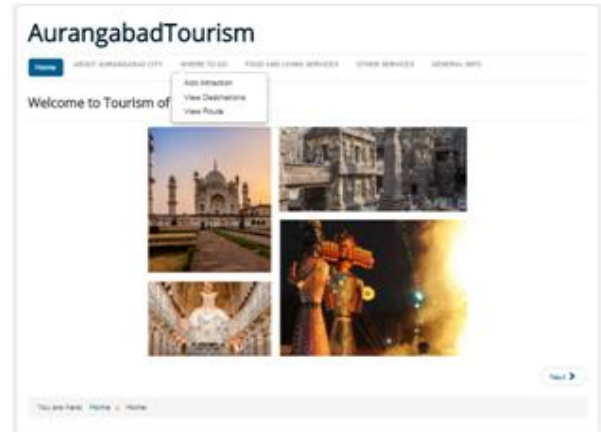 AurangabadTourism
Home ABOUT AURANGABAD CITY WHERE TO GO FOOD AND LIVING SERVICES OTHER SERVICES GENERAL INFO
Add Attraction
View Destinations
View Route
Welcome to Tourism of
Next
You are here: Home Home